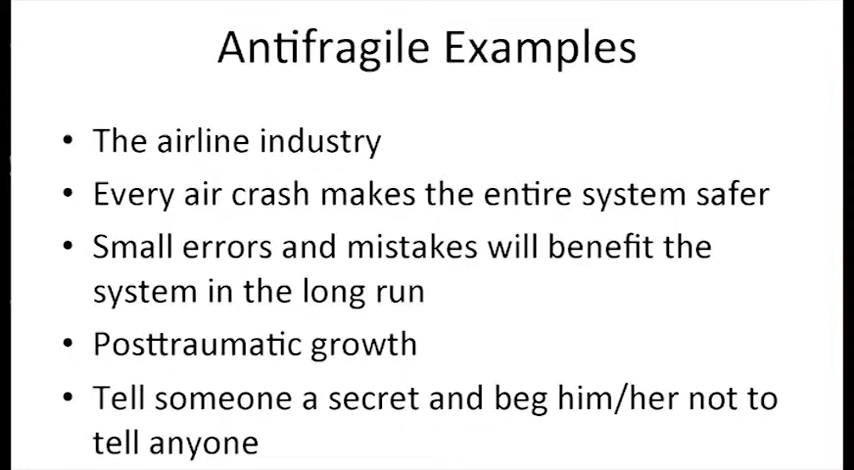 Antifragile Examples
• The airline industry
• Every air crash makes the entire system safer
• Small errors and mistakes will benefit the
system in the long run
• Posttraumatic growth
• Tell someone a secret and beg him/her not to
tell anyone